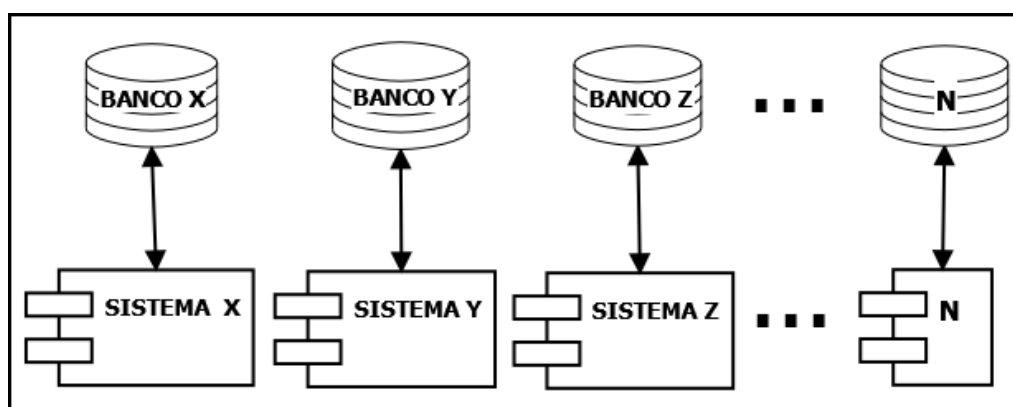 BANCO X BANCO Y BANCO Z ... N
SISTEMA X SISTEMA Y SISTEMA Z ... N